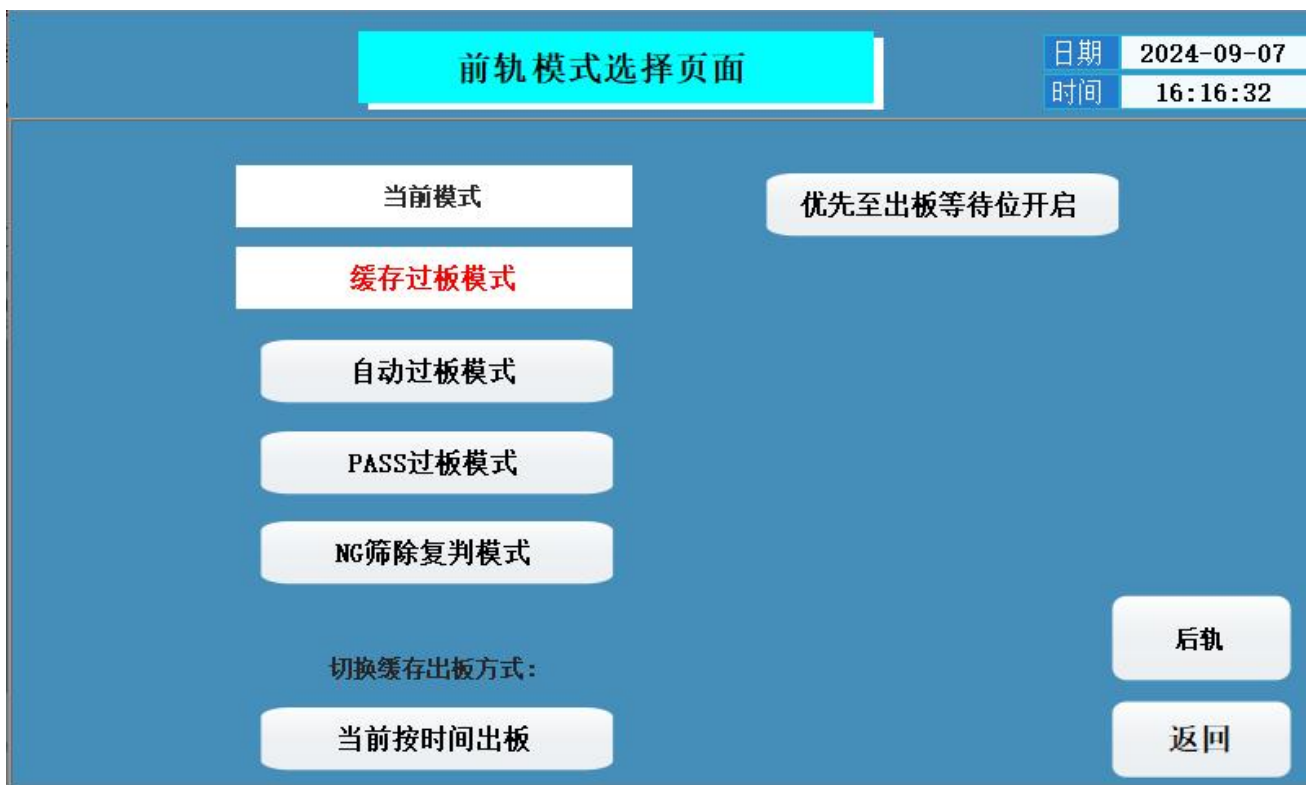 前轨模式选择页面
日期 2024-09-07
时间 16:16:32
当前模式
优先至出板等待位开启
缓存过板模式
自动过板模式
PASS过板模式
NG筛除复判模式
后轨
切换缓存出板方式:
当前按时间出板
返回